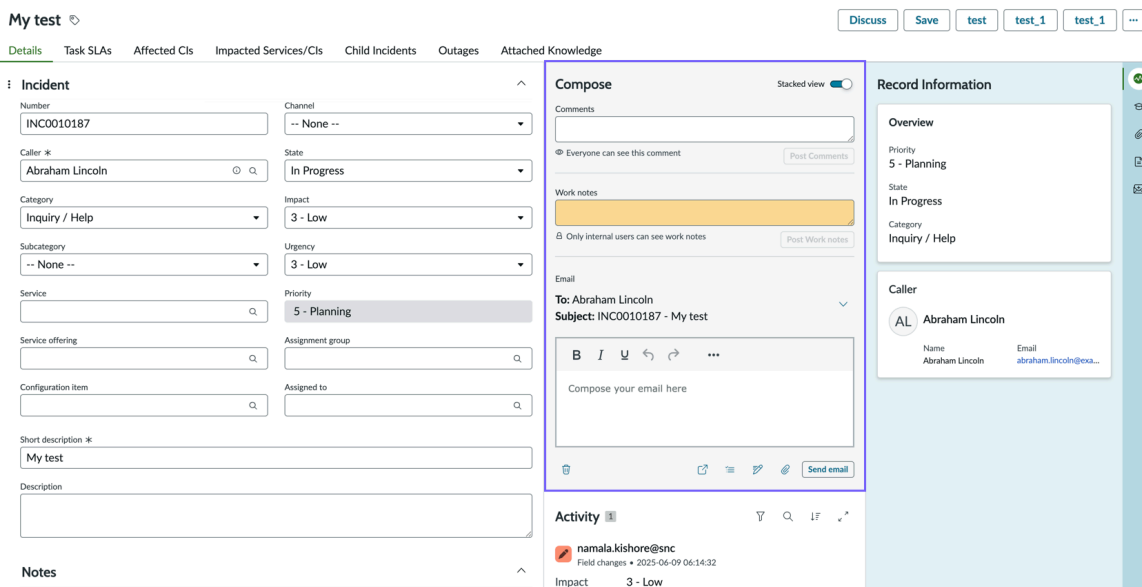 My test
Discuss
Save
test
test_1
test_1
Details
Task SLAs
Affected CIs
Impacted Services/CIs
Child Incidents
Outages
Attached Knowledge
Incident
Number
INC0010187
Channel
-- None --
Caller
Abraham Lincoln
State
In Progress
Category
Inquiry / Help
Impact
3 - Low
Subcategory
-- None --
Urgency
3 - Low
Service
Priority
5 - Planning
Service offering
Assignment group
Configuration item
Assigned to
Short description
My test
Description
Notes
Compose
Stacked view
Comments
Everyone can see this comment
Post Comments
Work notes
Only internal users can see work notes
Post Work notes
Email
To: Abraham Lincoln
Subject: INC0010187 - My test
B I U
Compose your email here
Send email
Activity 1
namala.kishore@snc
Field changes • 2025-06-09 06:14:32
Impact 3 - Low
Record Information
Overview
Priority
5 - Planning
State
In Progress
Category
Inquiry / Help
Caller
AL
Abraham Lincoln
Name
Abraham Lincoln
Email
abraham.lincoln@exa...